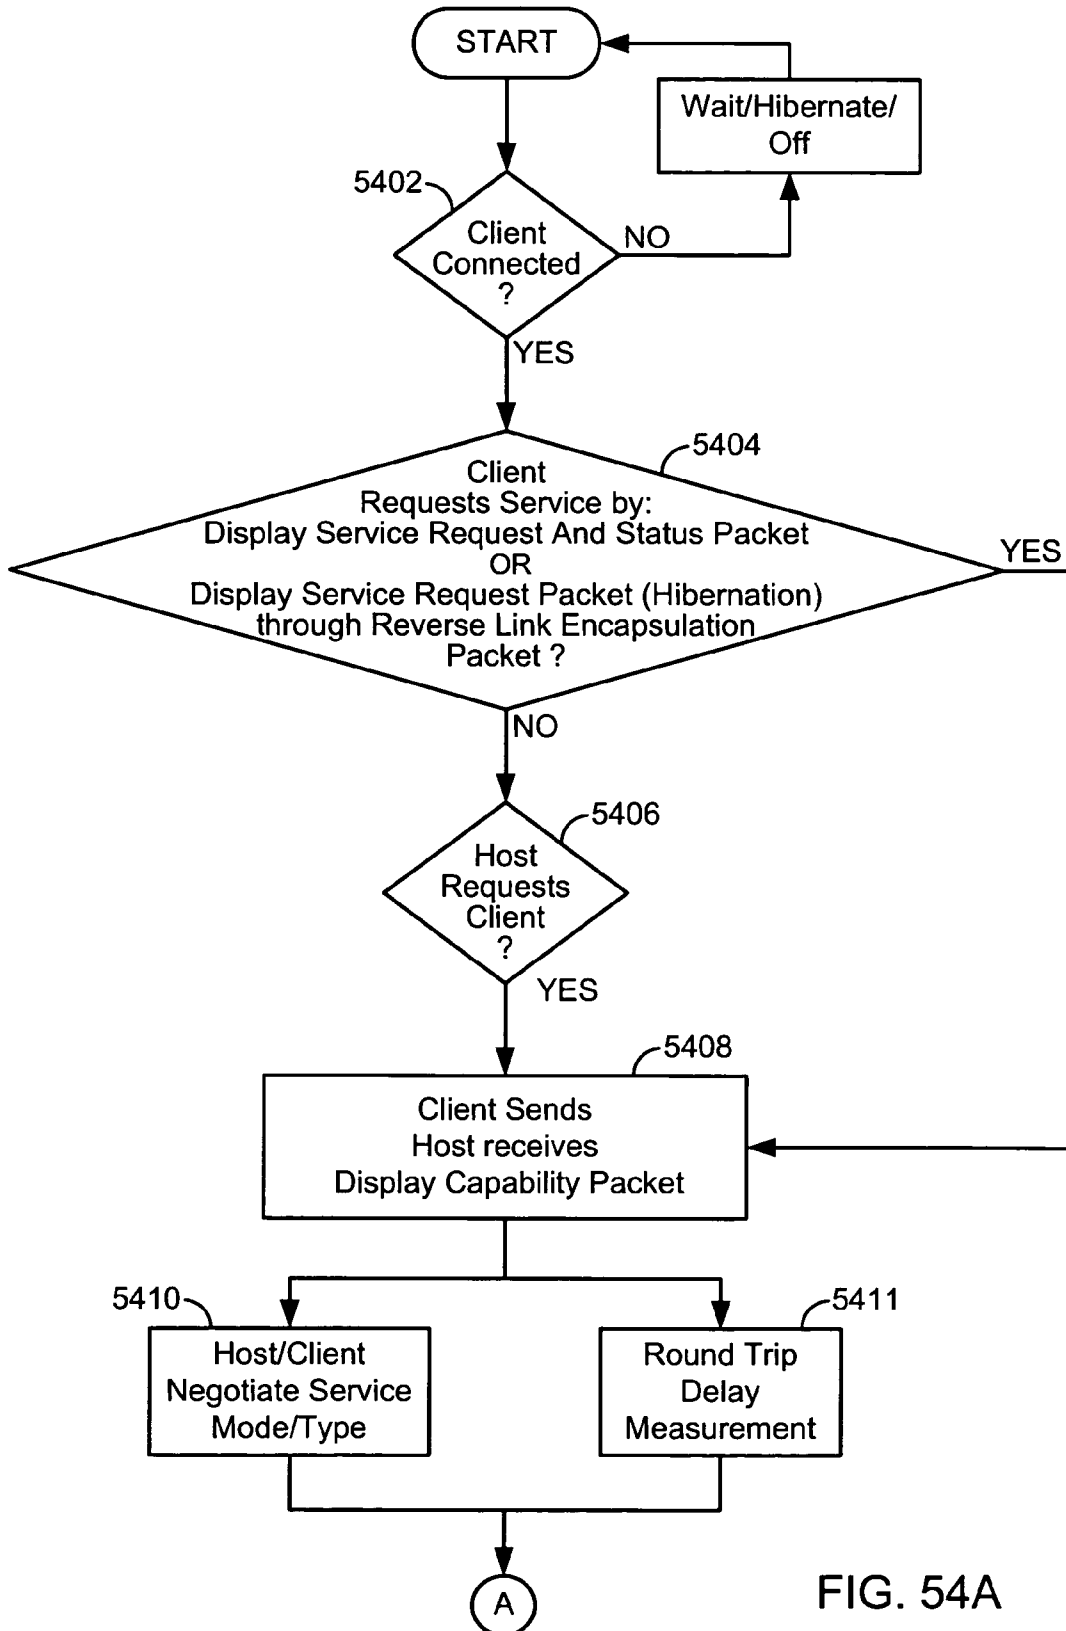 START
Wait/Hibernate/
Off
5402
Client
Connected
?
NO
YES
5404
Client
Requests Service by:
Display Service Request And Status Packet
OR
Display Service Request Packet (Hibernation)
through Reverse Link Encapsulation
Packet ?
YES
NO
5406
Host
Requests
Client
?
YES
5408
Client Sends
Host receives
Display Capability Packet
5410
Host/Client
Negotiate Service
Mode/Type
5411
Round Trip
Delay
Measurement
A
FIG. 54A